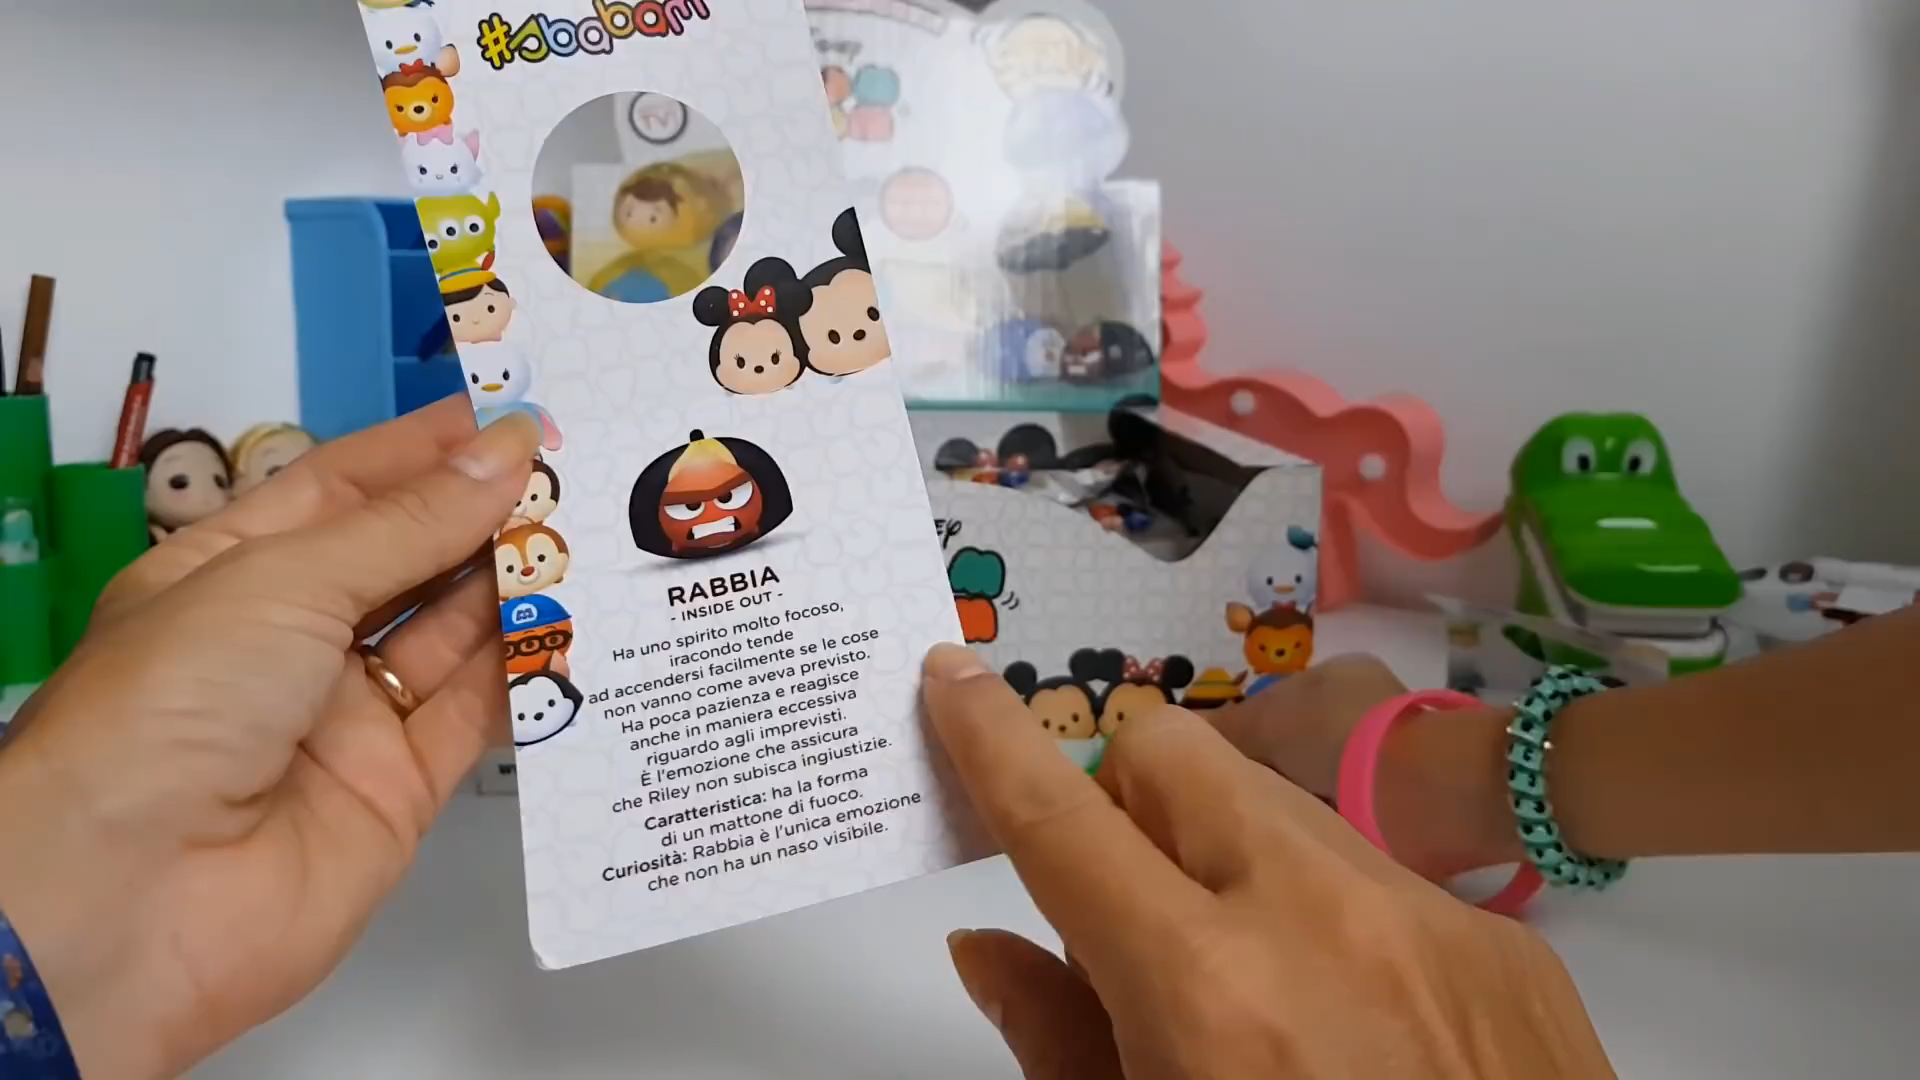 #sbabam
RABBIA
- INSIDE OUT -
Ha uno spirito molto focoso,
iracondo tende
ad accendersi facilmente se le cose
non vanno come aveva previsto.
Ha poca pazienza e reagisce
anche in maniera eccessiva
riguardo agli imprevisti.
È l'emozione che assicura
che Riley non subisca ingiustizie.
Caratteristica: ha la forma
di un mattone di fuoco.
Curiosità: Rabbia è l'unica emozione
che non ha un naso visibile.